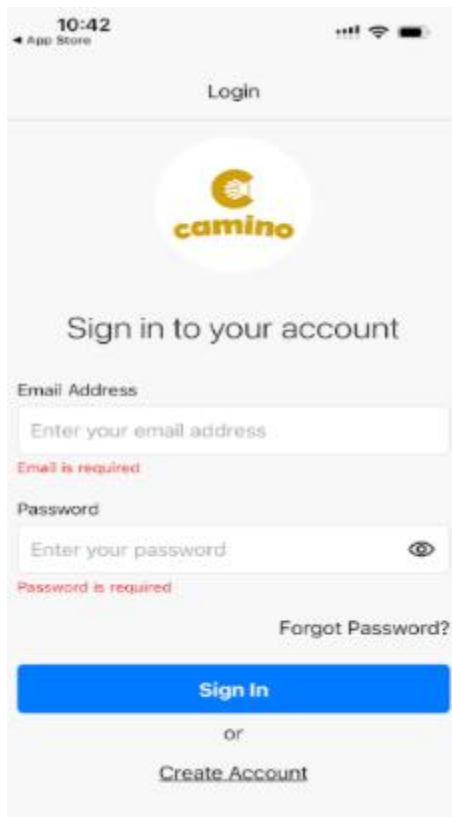 10:42
◀ App Store
Login
camino
Sign in to your account
Email Address
Enter your email address
Email is required
Password
Enter your password
Password is required
Forgot Password?
Sign In
or
Create Account